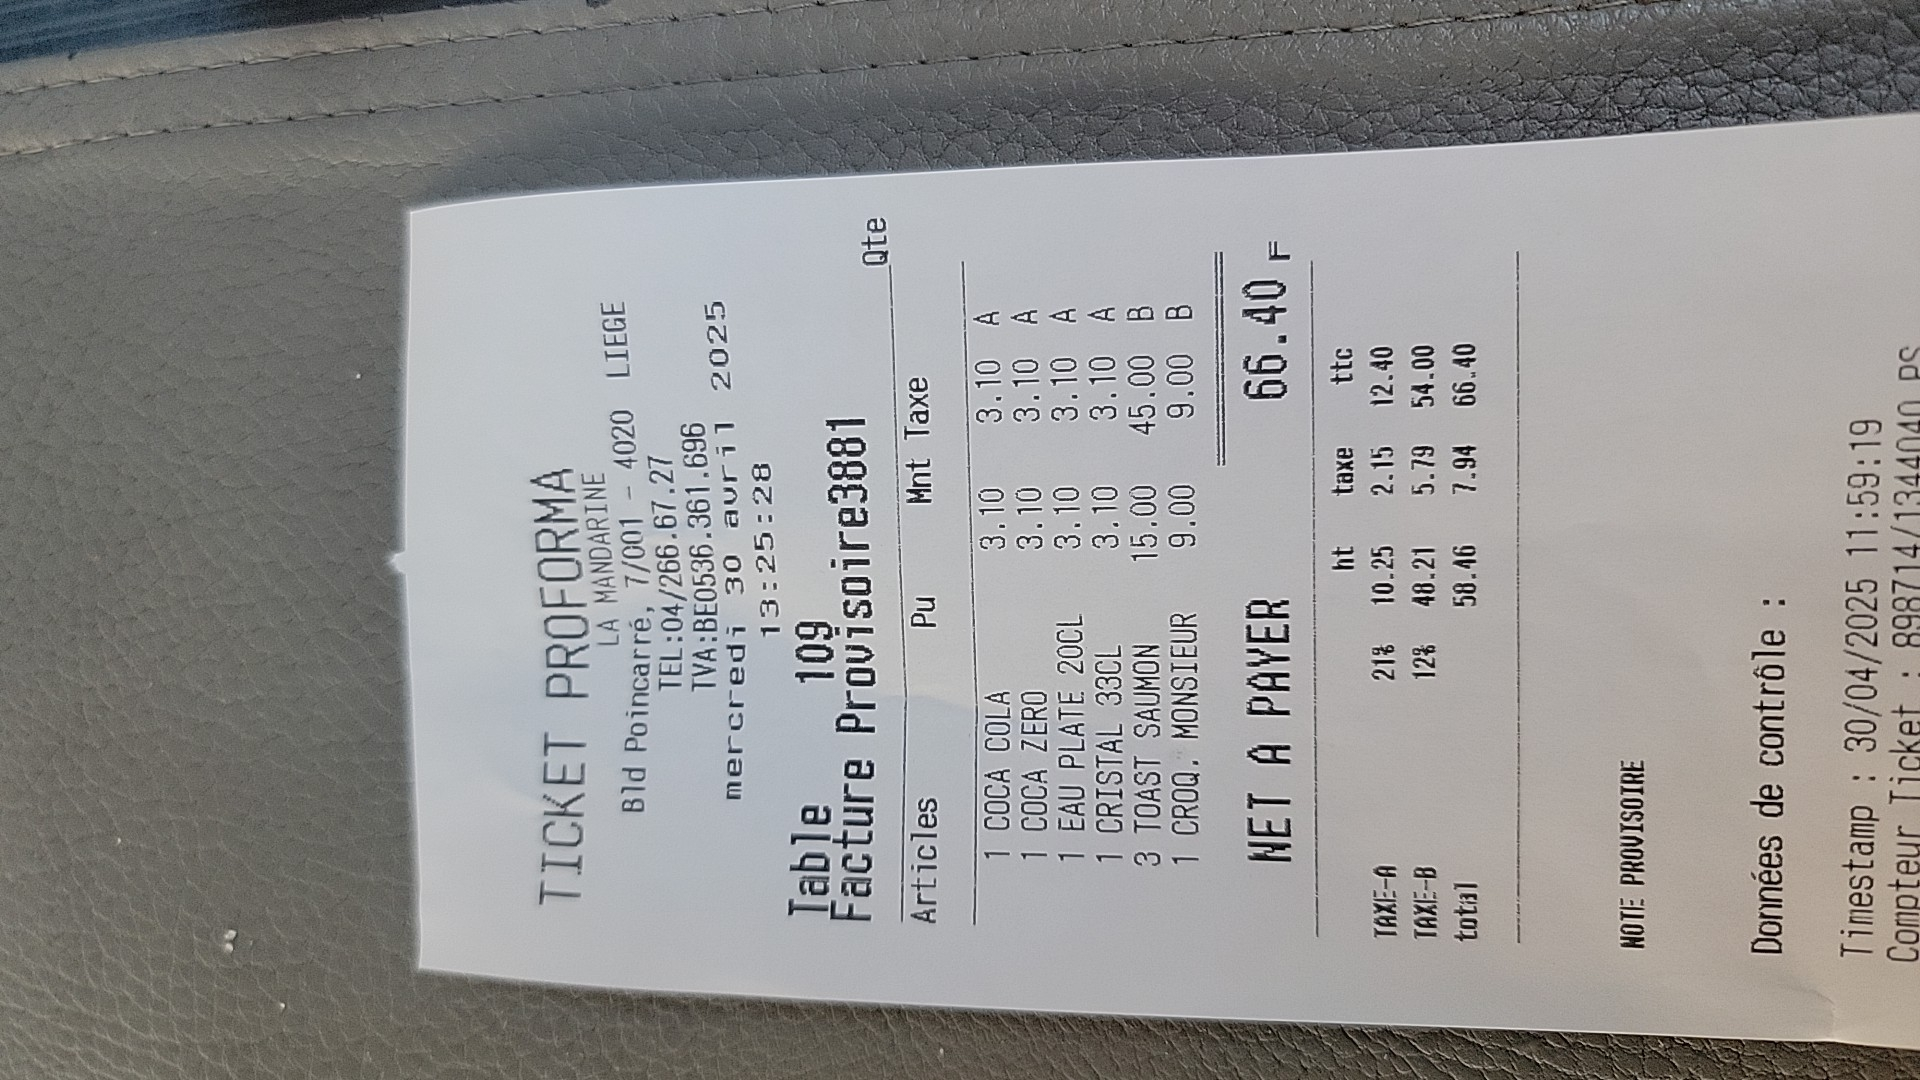 TICKET PROFORMA
LA MANDARINE
Bld Poincarré, 7/001 - 4020 LIEGE
TEL:04/266.67.27
TVA:BE0536.361.696
mercredi 30 avril 2025
13:25:28
Table 109
Facture Provisoire3881
Qte
Articles Pu Mnt Taxe
1 COCA COLA 3.10 3.10 A
1 COCA ZERO 3.10 3.10 A
1 EAU PLATE 20CL 3.10 3.10 A
1 CRISTAL 33CL 3.10 3.10 A
3 TOAST SAUMON 15.00 45.00 B
1 CROQ. MONSIEUR 9.00 9.00 B
NET A PAYER 66.40 F
ht taxe ttc
TAXE-A 21% 10.25 2.15 12.40
TAXE-B 12% 48.21 5.79 54.00
total 58.46 7.94 66.40
NOTE PROVISOIRE
Données de contrôle :
Timestamp : 30/04/2025 11:59:19
Compteur Ticket : 898714/1344040 PS